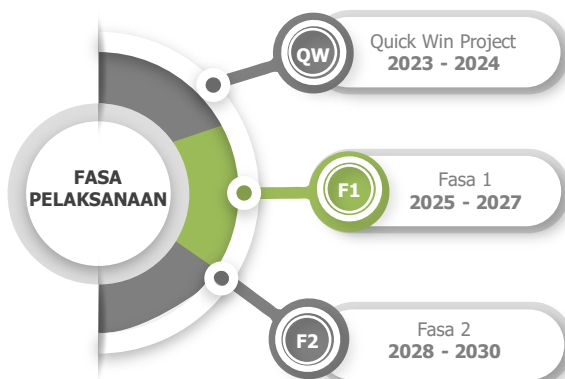 QW
Quick Win Project
2023 - 2024
FASA
PELAKSANAAN
F1
Fasa 1
2025 - 2027
F2
Fasa 2
2028 - 2030